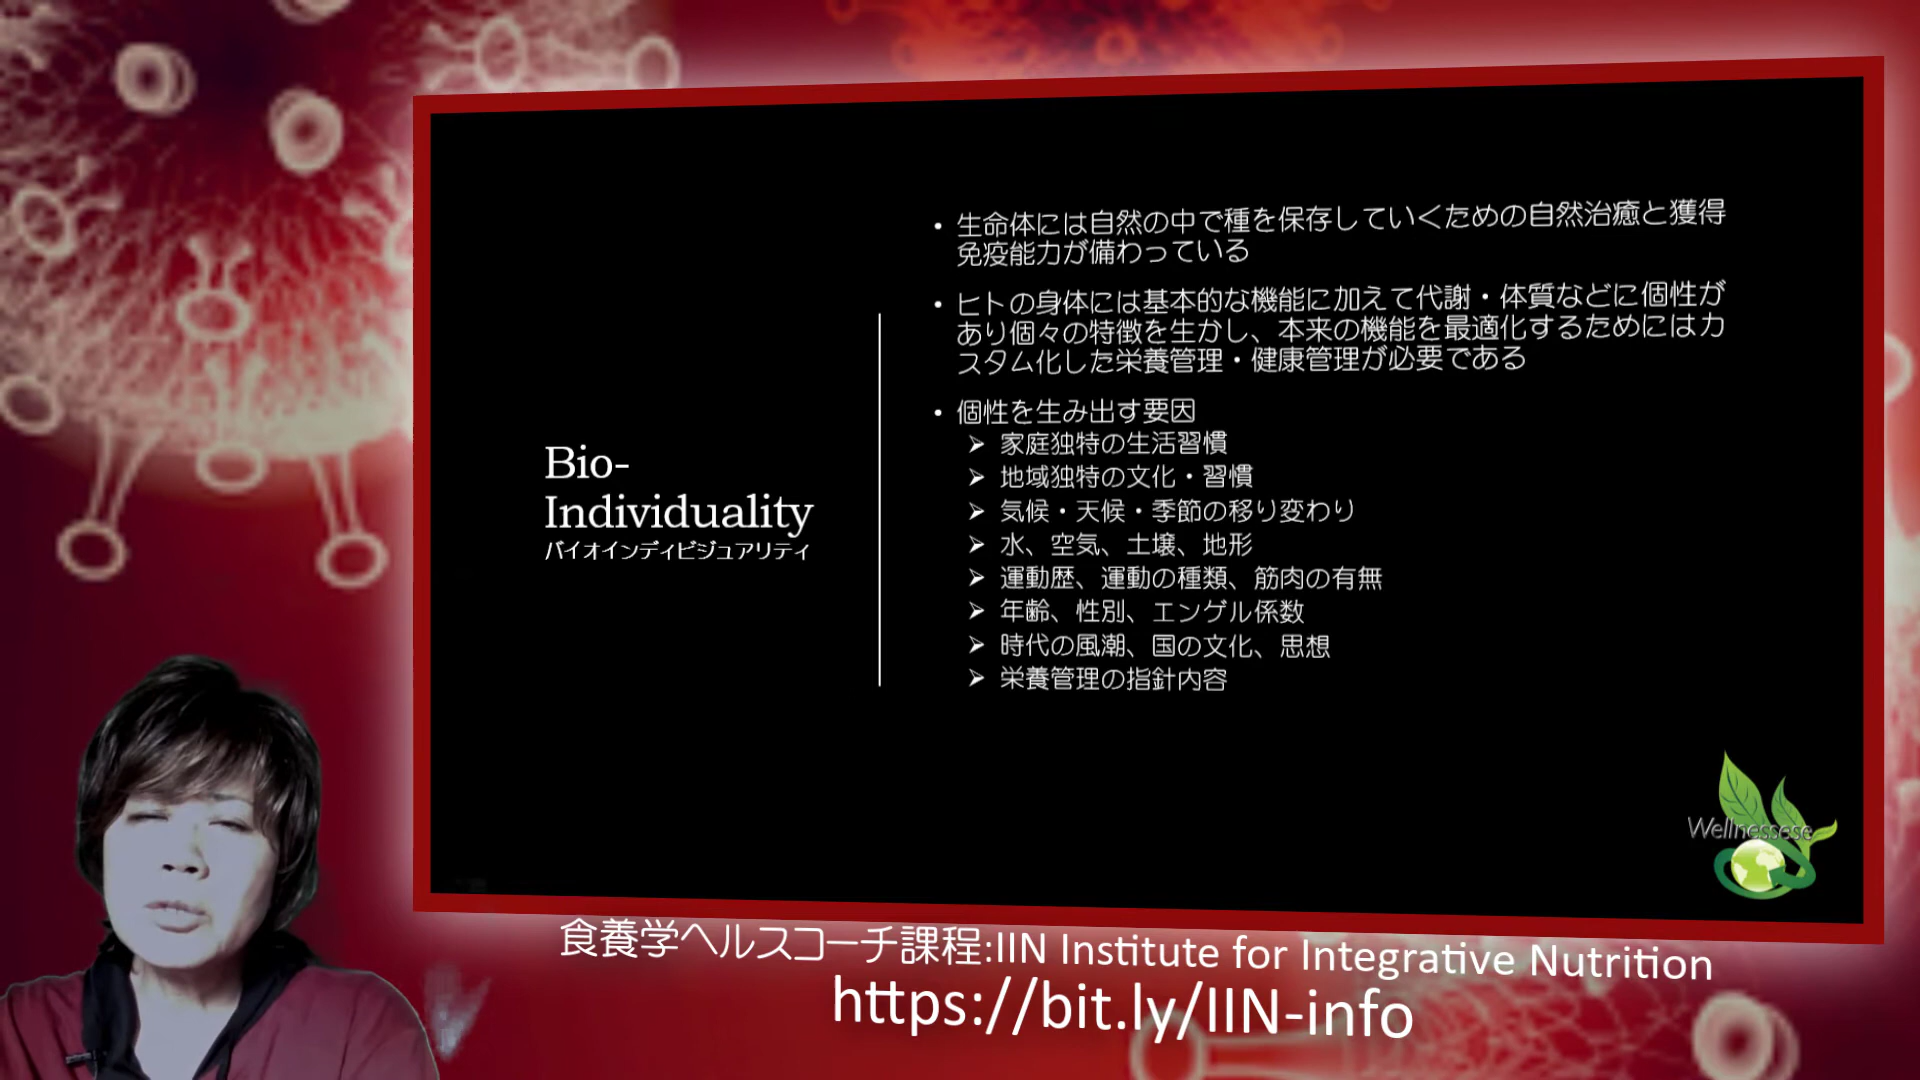 Bio-
Individuality
バイオインディビジュアリティ
• 生命体には自然の中で種を保存していくための自然治癒と獲得
免疫能力が備わっている
• ヒトの身体には基本的な機能に加えて代謝・体質などに個性が
あり個々の特徴を生かし、本来の機能を最適化するためにはカ
スタム化した栄養管理・健康管理が必要である
• 個性を生み出す要因
➢ 家庭独特の生活習慣
➢ 地域独特の文化・習慣
➢ 気候・天候・季節の移り変わり
➢ 水、空気、土壌、地形
➢ 運動歴、運動の種類、筋肉の有無
➢ 年齢、性別、エンゲル係数
➢ 時代の風潮、国の文化、思想
➢ 栄養管理の指針内容
Wellnessese
食養学ヘルスコーチ課程:IIN Institute for Integrative Nutrition
https://bit.ly/IIN-info